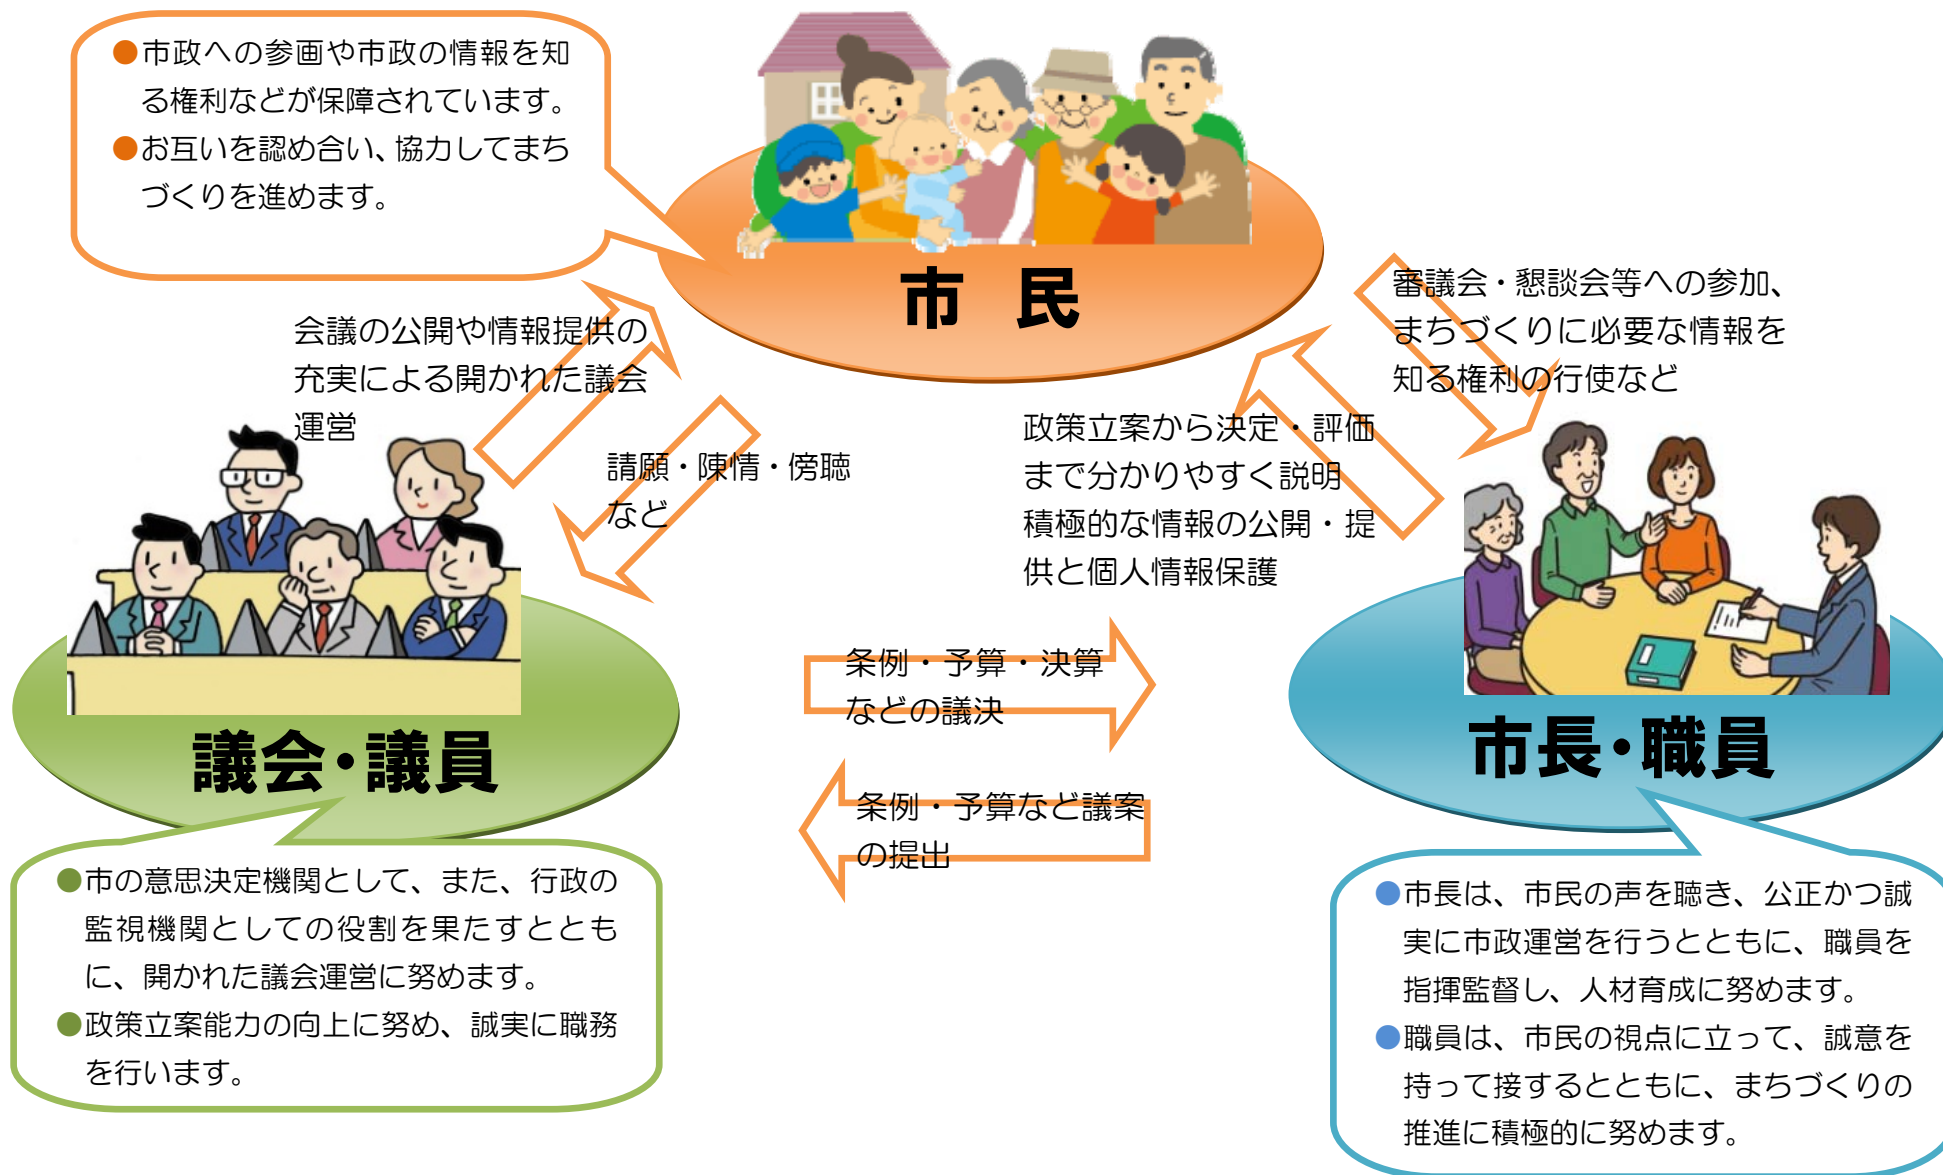 ●市政への参画や市政の情報を知
る権利などが保障されています。
●お互いを認め合い、協力してまち
づくりを進めます。
市 民
会議の公開や情報提供の
充実による開かれた議会
運営
請願・陳情・傍聴
など
審議会・懇談会等への参加、
まちづくりに必要な情報を
知る権利の行使など
政策立案から決定・評価
まで分かりやすく説明
積極的な情報の公開・提
供と個人情報保護
条例・予算・決算
などの議決
条例・予算など議案
の提出
議会・議員
●市の意思決定機関として、また、行政の
監視機関としての役割を果たすととも
に、開かれた議会運営に努めます。
●政策立案能力の向上に努め、誠実に職務
を行います。
市長・職員
●市長は、市民の声を聴き、公正かつ誠
実に市政運営を行うとともに、職員を
指揮監督し、人材育成に努めます。
●職員は、市民の視点に立って、誠意を
持って接するとともに、まちづくりの
推進に積極的に努めます。